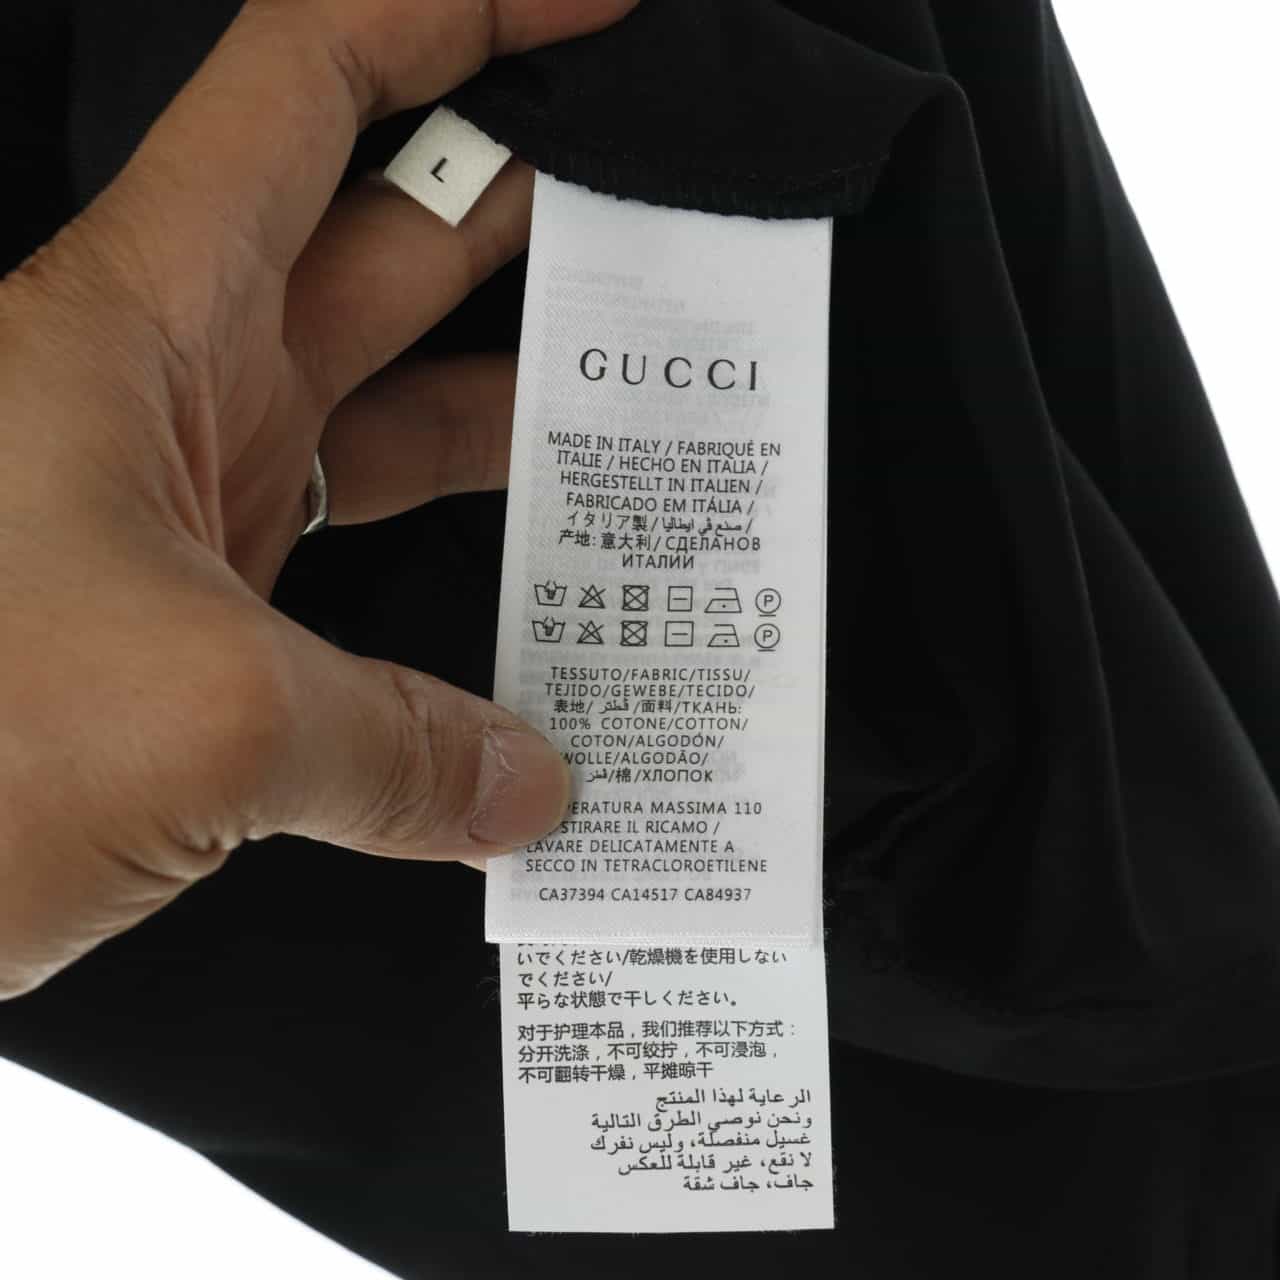 L
GUCCI
MADE IN ITALY / FABRIQUÉ EN
ITALIE / HECHO EN ITALIA /
HERGESTELLT IN ITALIEN /
FABRICADO EM ITÁLIA /
イタリア製 / صنع في ايطاليا /
产地: 意大利 / СДЕЛАНОВ
ИТАЛИИ
P
P
TESSUTO/FABRIC/TISSU/
TEJIDO/GEWEBE/TECIDO/
表地/ قطتر /面料/ТКАНЬ:
100% COTONE/COTTON/
COTON/ALGODÓN/
WOLLE/ALGODÃO/
قطز/棉/ХЛОПОК
PERATURA MASSIMA 110
STIRARE IL RICAMO /
LAVARE DELICATAMENTE A
SECCO IN TETRACLOROETILENE
CA37394 CA14517 CA84937
いでください/乾燥機を使用しない
でください/
平らな状態で干しください。
对于护理本品，我们推荐以下方式：
分开洗涤，不可绞拧，不可浸泡，
不可翻转干燥，平摊晾干
الرعاية لهذا المنتج
ونحن نوصي الطرق التالية
غسيل منفصلة، وليس نفرك
لا نقع، غير قابلة للعكس
جاف، جاف شقة